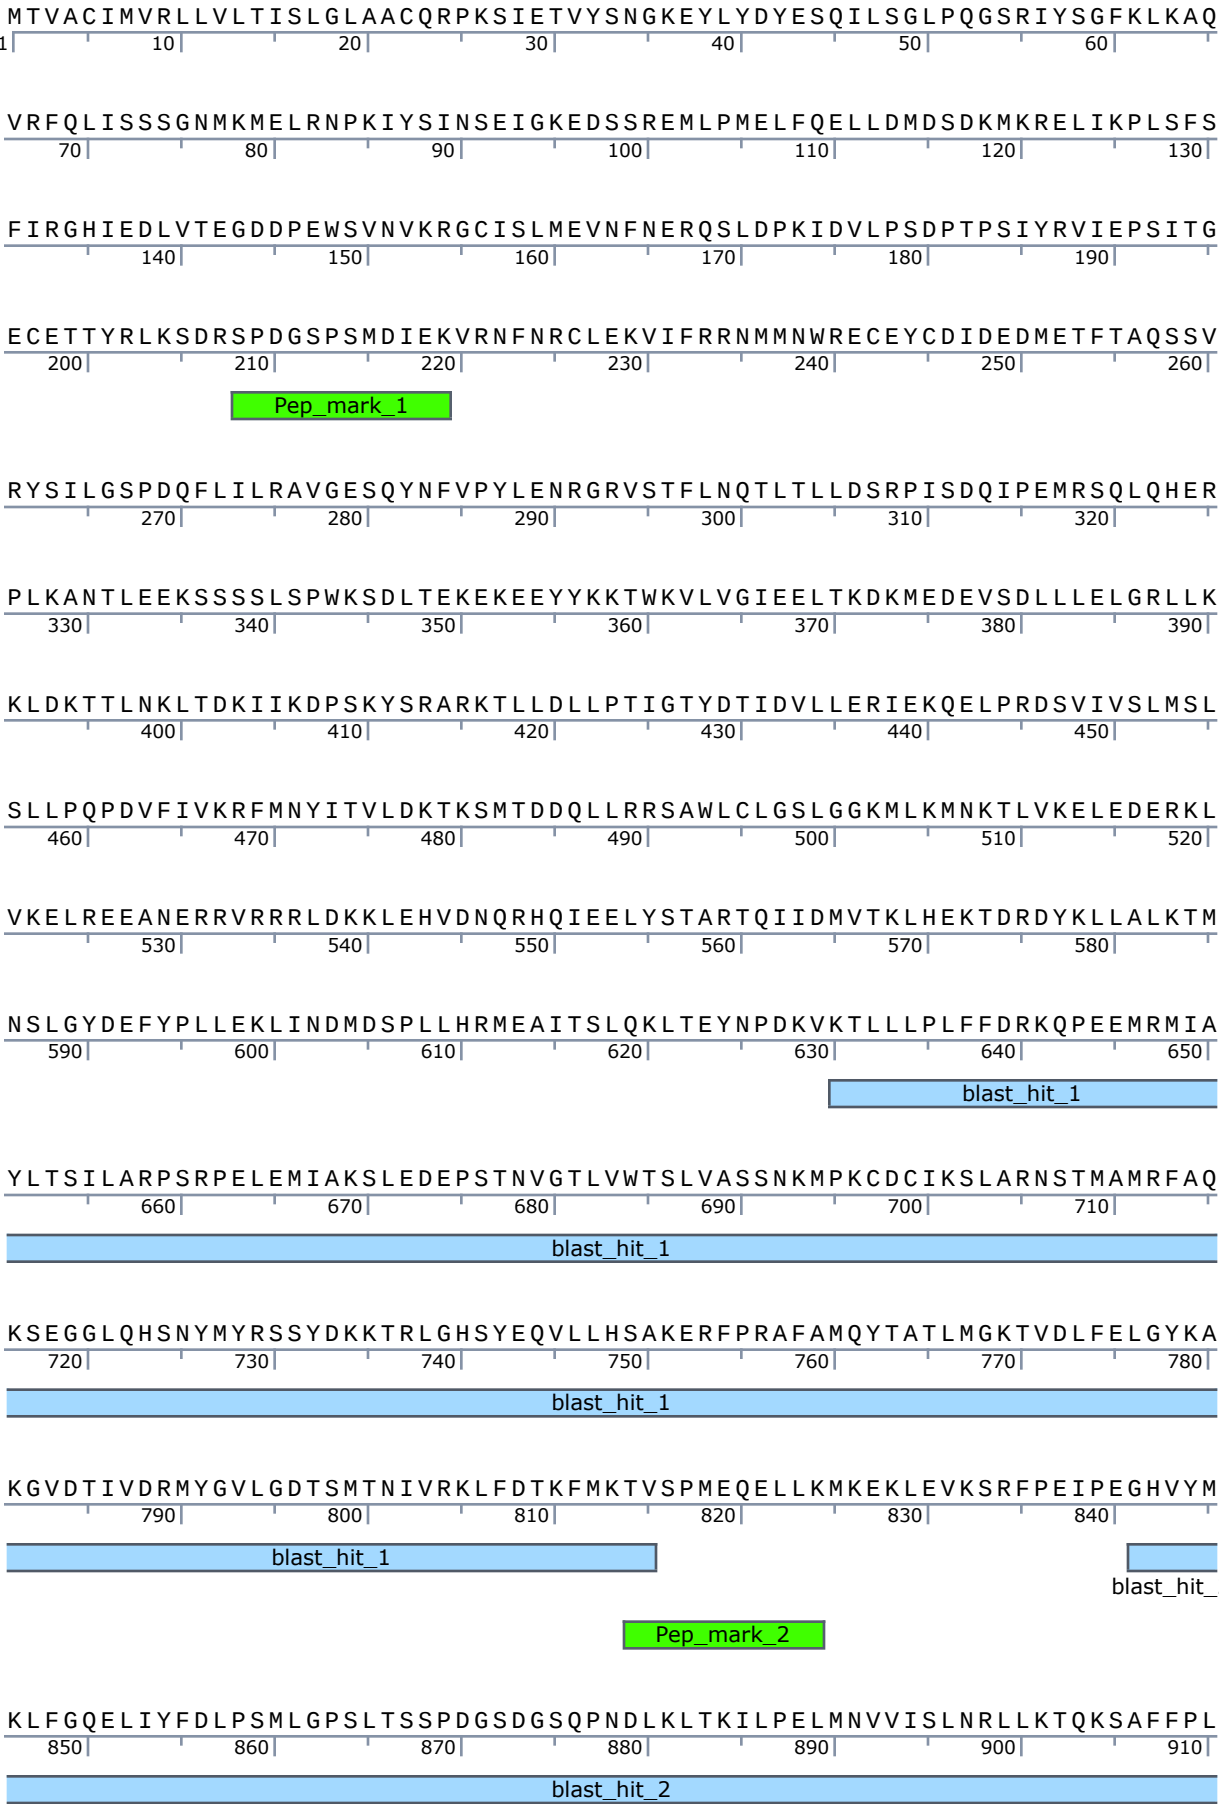 MTVACIMVRLLVLTISLGLAACQRPKSIETVYSNGKEYLYDYESQILSGLPQGSRIYSGFKLKAQ
1 10 20 30 40 50 60
VRFQLISSSGNMKMELRNPKIYSINSEIGKEDSSREMLPMELFQELLDMDSDKMKRELIKPLSFS
70 80 90 100 110 120 130
FIRGHIEDLVTEGDDPEWSVNVKRGCISLMEVNFNERQSLDPKIDVLPSDPTPSIYRVIEPSITG
140 150 160 170 180 190
ECETTYRLKSDRSPDGSPSMDIEKVRNFNRCLEKVIFRRNMMNWRECEYCDIDEDMETFTAQSSV
200 210 220 230 240 250 260
Pep_mark_1
RYSILGSPDQFLILRAVGESQYNFVPYLENRGRVSTFLNQTLTLLDSRPISDQIPEMRSQLQHER
270 280 290 300 310 320
PLKANTLEEKSSSSLSPWKSDLTEKEKEEYYKKTWKVLVGIEELTKDKMEDEVSDLLLELGRLLK
330 340 350 360 370 380 390
KLDKTTLNKLTDKIIKDPSKYSRARKTLLDLLPTIGTYDTIDVLLERIEKQELPRDSVIVSLMSL
400 410 420 430 440 450
SLLPQPDVFIVKRFMNYITVLDKTKSMTDDQLLRRSAWLCLGSLGGKMLKMNKTLVKELEDERKL
460 470 480 490 500 510 520
VKELREEANERRVRRRLDKKLEHVDNQRHQIEELYSTARTQIIDMVTKLHEKTDRDYKLLALKTM
530 540 550 560 570 580
NSLGYDEFYPLLEKLINDMDSPLLHRMEAITSLQKLTEYNPDKVKTLLLPLFFDRKQPEEMRMIA
590 600 610 620 630 640 650
blast_hit_1
YLTSILARPSRPELEMIAKSLEDEPSTNVGTLVWTSLVASSNKMPKCDCIKSLARNSTMAMRFAQ
660 670 680 690 700 710
blast_hit_1
KSEGGLQHSNYMYRSSYDKKTRLGHSYEQVLLHSAKERFPRAFAMQYTATLMGKTVDLFELGYKA
720 730 740 750 760 770 780
blast_hit_1
KGVDTIVDRMYGVLGDTSMTNIVRKLFDTKFMKTVSPMEQELLKMKEKLEVKSRFPEIPEGHVYM
790 800 810 820 830 840
blast_hit_1
blast_hit_
Pep_mark_2
KLFGQELIYFDLPSMLGPSLTSSPDGSDGSQPNDLKLTKILPELMNVVISLNRLLKTQKSAFFPL
850 860 870 880 890 900 910
blast_hit_2